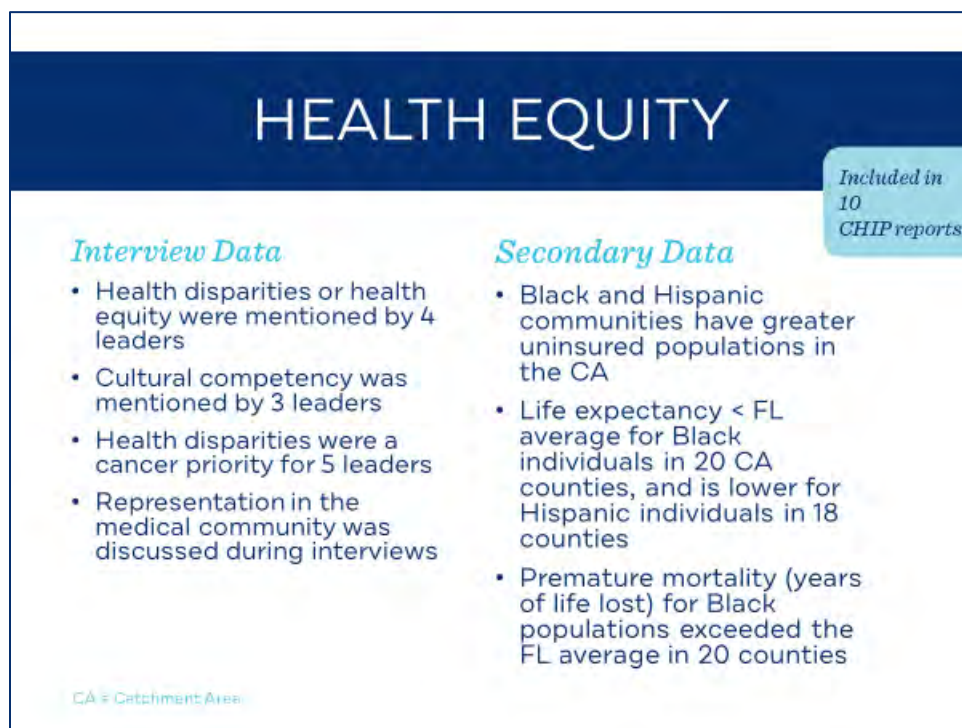 HEALTH EQUITY
Included in
10
CHIP reports
Interview Data
• Health disparities or health
equity were mentioned by 4
leaders
• Cultural competency was
mentioned by 3 leaders
• Health disparities were a
cancer priority for 5 leaders
• Representation in the
medical community was
discussed during interviews
Secondary Data
• Black and Hispanic
communities have greater
uninsured populations in
the CA
• Life expectancy < FL
average for Black
individuals in 20 CA
counties, and is lower for
Hispanic individuals in 18
counties
• Premature mortality (years
of life lost) for Black
populations exceeded the
FL average in 20 counties
CA = Catchment Area